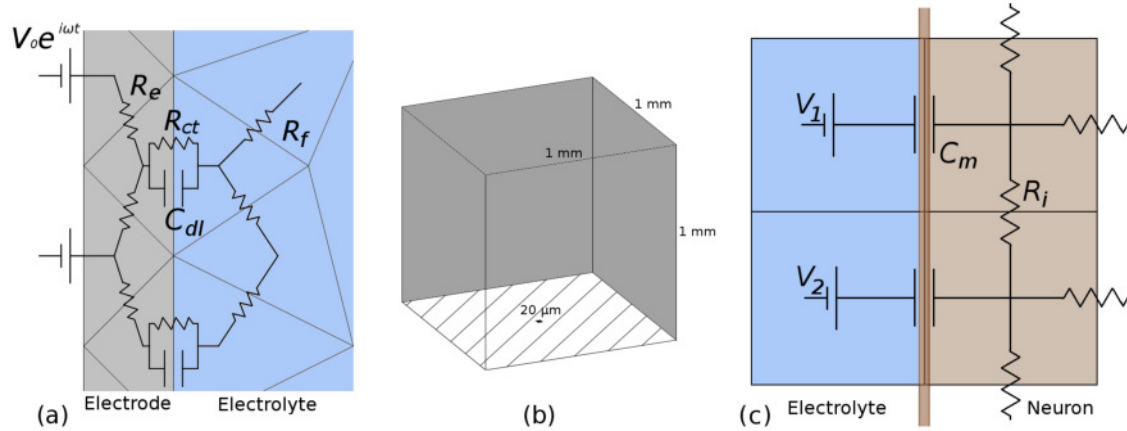 V₀e^{iωt}
R_e
R_ct
R_f
C_dl
(a)
Electrode
Electrolyte
1 mm
1 mm
1 mm
20 μm
(b)
V_1
C_m
R_i
V_2
(c)
Electrolyte
Neuron